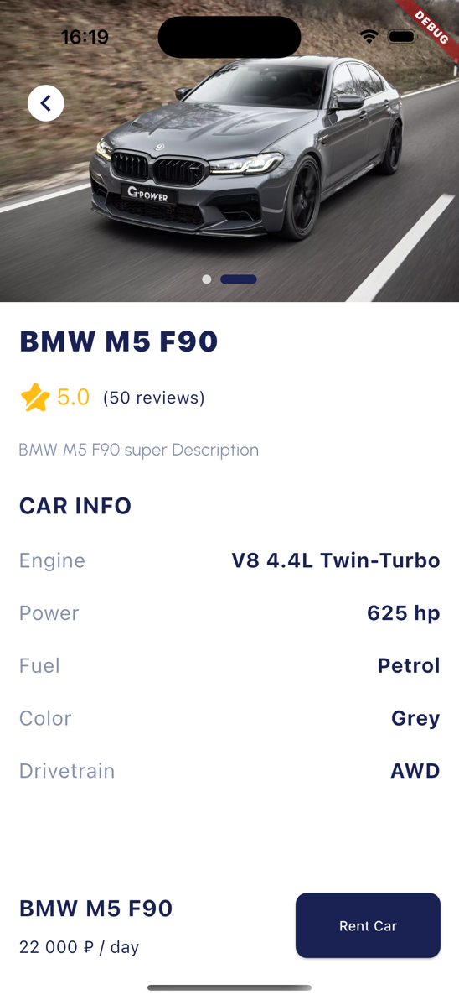 16:19
DEBUG
G-POWER
BMW M5 F90
5.0 (50 reviews)
BMW M5 F90 super Description
CAR INFO
Engine V8 4.4L Twin-Turbo
Power 625 hp
Fuel Petrol
Color Grey
Drivetrain AWD
BMW M5 F90
22 000 ₽ / day
Rent Car